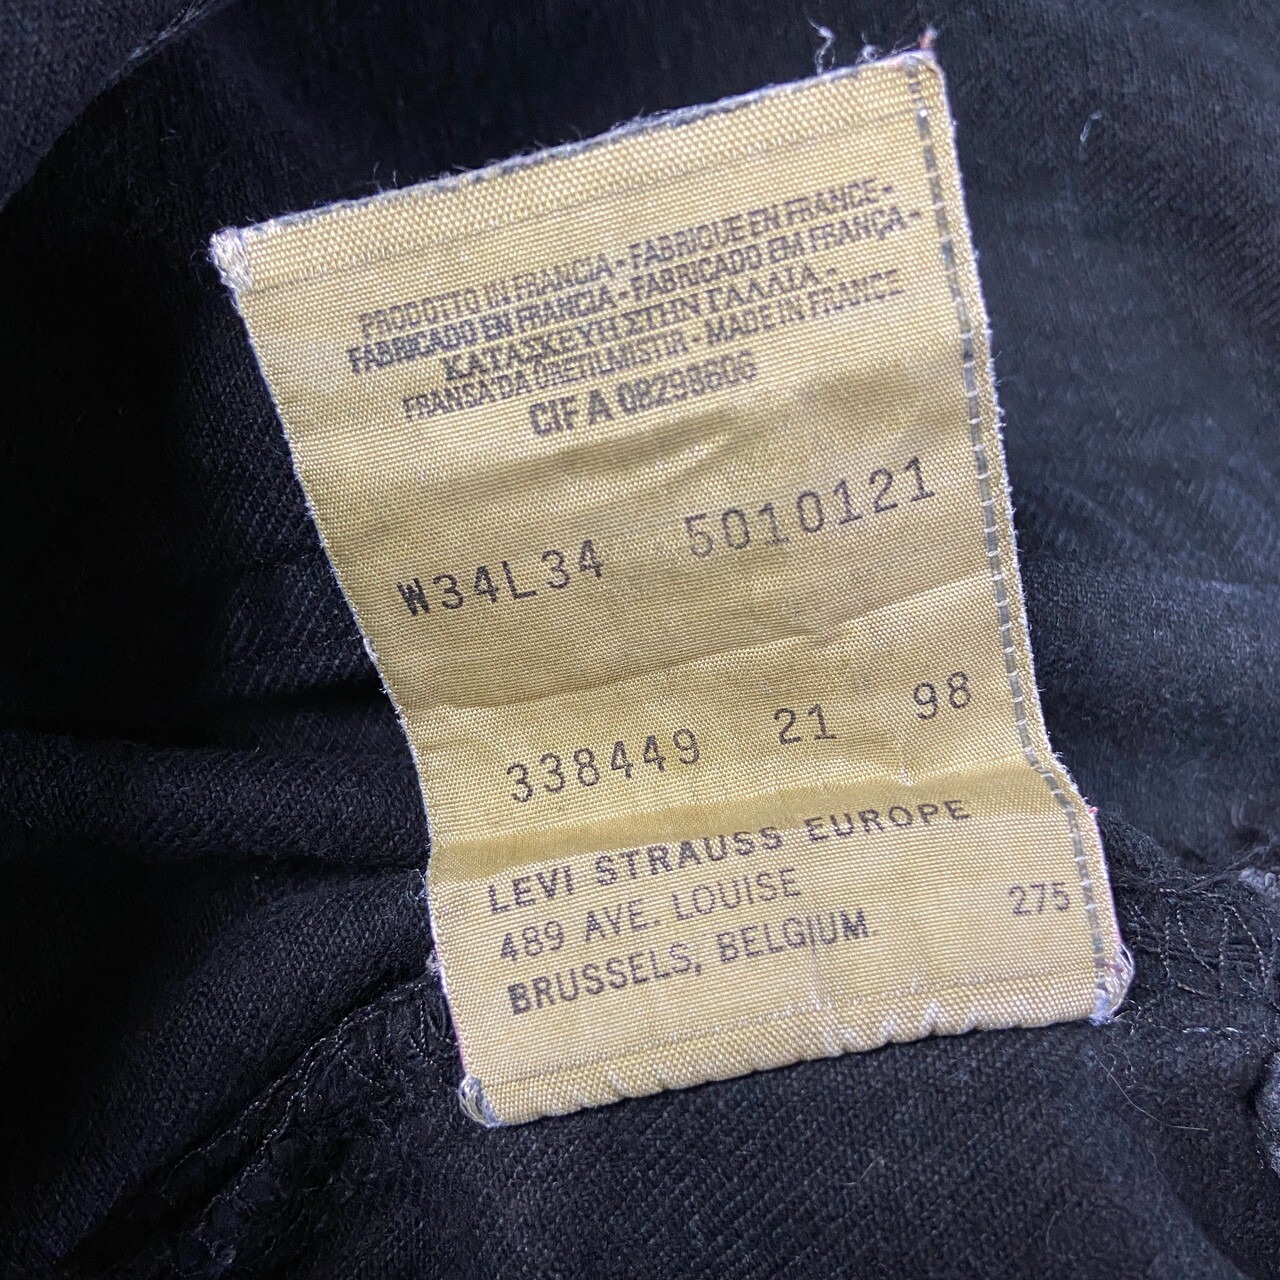 PRODOTTO IN FRANCIA - FABRIQUE EN FRANCE -
FABRICADO EN FRANCIA - FABRICADO EM FRANÇA -
ΚΑΤΑΣΚΕΥΗ ΣΤΗΝ ΓΑΛΛΙΑ -
FRANSA'DA ÜRETILMISTIR - MADE IN FRANCE
CIF A 08298606
W34L34 5010121
338449 21 98
LEVI STRAUSS EUROPE
489 AVE. LOUISE 275
BRUSSELS, BELGIUM